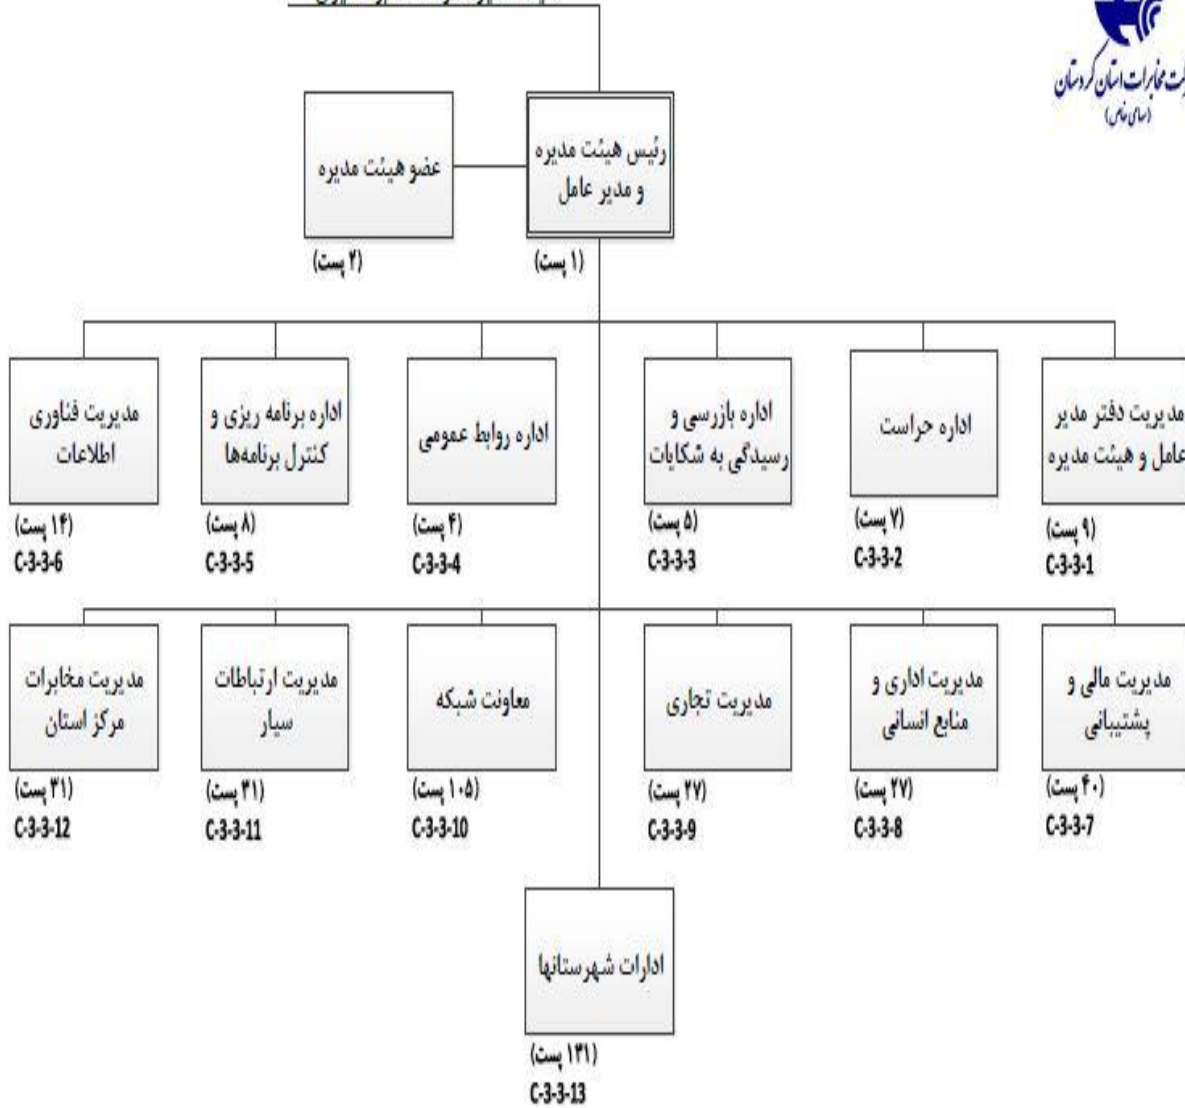 مخابرات استان کردستان
(سهامی خاص)
رئیس هیئت مدیره
و مدیر عامل
(۱ پست)
عضو هیئت مدیره
(۲ پست)
مدیریت دفتر مدیر
عامل و هیئت مدیره
(۹ پست)
C-3-3-1
اداره حراست
(۷ پست)
C-3-3-2
اداره بازرسی و
رسیدگی به شکایات
(۵ پست)
C-3-3-3
اداره روابط عمومی
(۴ پست)
C-3-3-4
اداره برنامه ریزی و
کنترل برنامه‌ها
(۸ پست)
C-3-3-5
مدیریت فناوری
اطلاعات
(۱۴ پست)
C-3-3-6
مدیریت مالی و
پشتیبانی
(۴۰ پست)
C-3-3-7
مدیریت اداری و
منابع انسانی
(۲۷ پست)
C-3-3-8
مدیریت تجاری
(۲۷ پست)
C-3-3-9
معاونت شبکه
(۱۰۵ پست)
C-3-3-10
مدیریت ارتباطات
سیار
(۳۱ پست)
C-3-3-11
مدیریت مخابرات
مرکز استان
(۳۱ پست)
C-3-3-12
ادارات شهرستانها
(۱۳۱ پست)
C-3-3-13